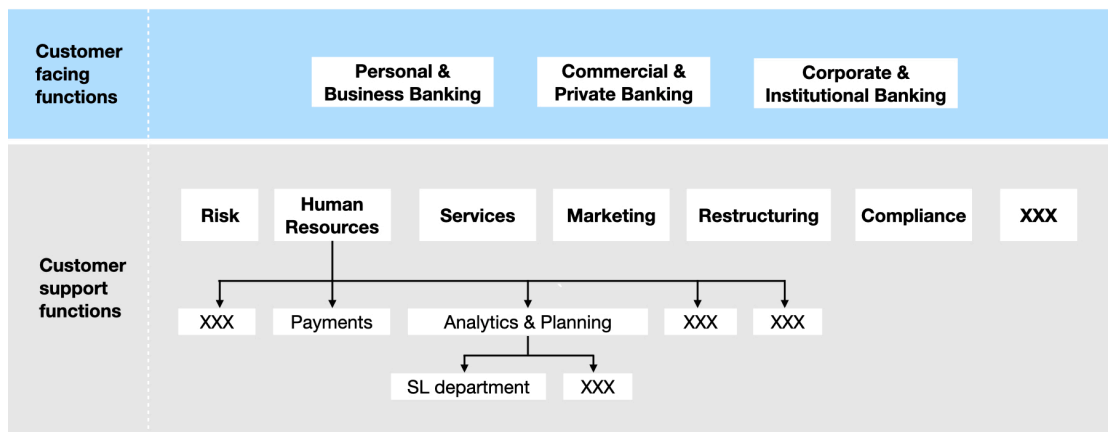 Customer
facing
functions
Personal &
Business Banking
Commercial &
Private Banking
Corporate &
Institutional Banking
Customer
support
functions
Risk
Human
Resources
Services
Marketing
Restructuring
Compliance
XXX
XXX
Payments
Analytics & Planning
XXX
XXX
SL department
XXX